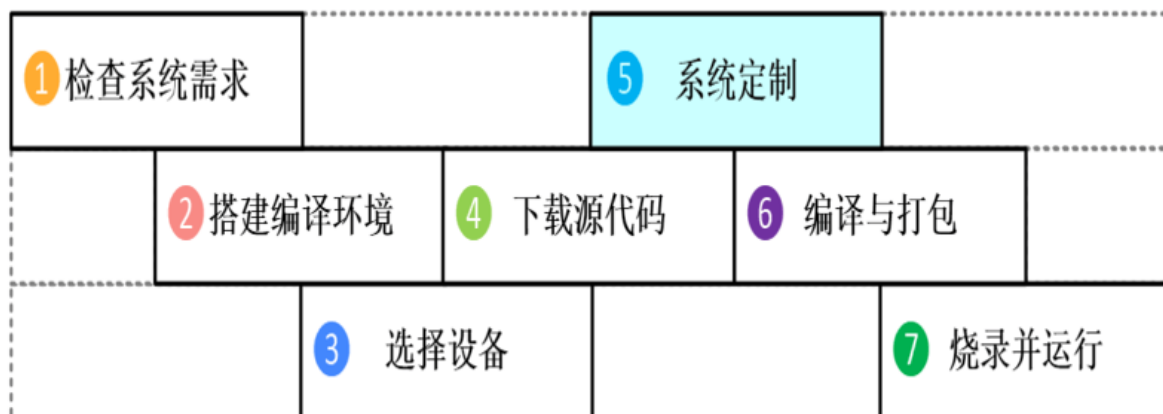 1 检查系统需求
5 系统定制
2 搭建编译环境
4 下载源代码
6 编译与打包
3 选择设备
7 烧录并运行